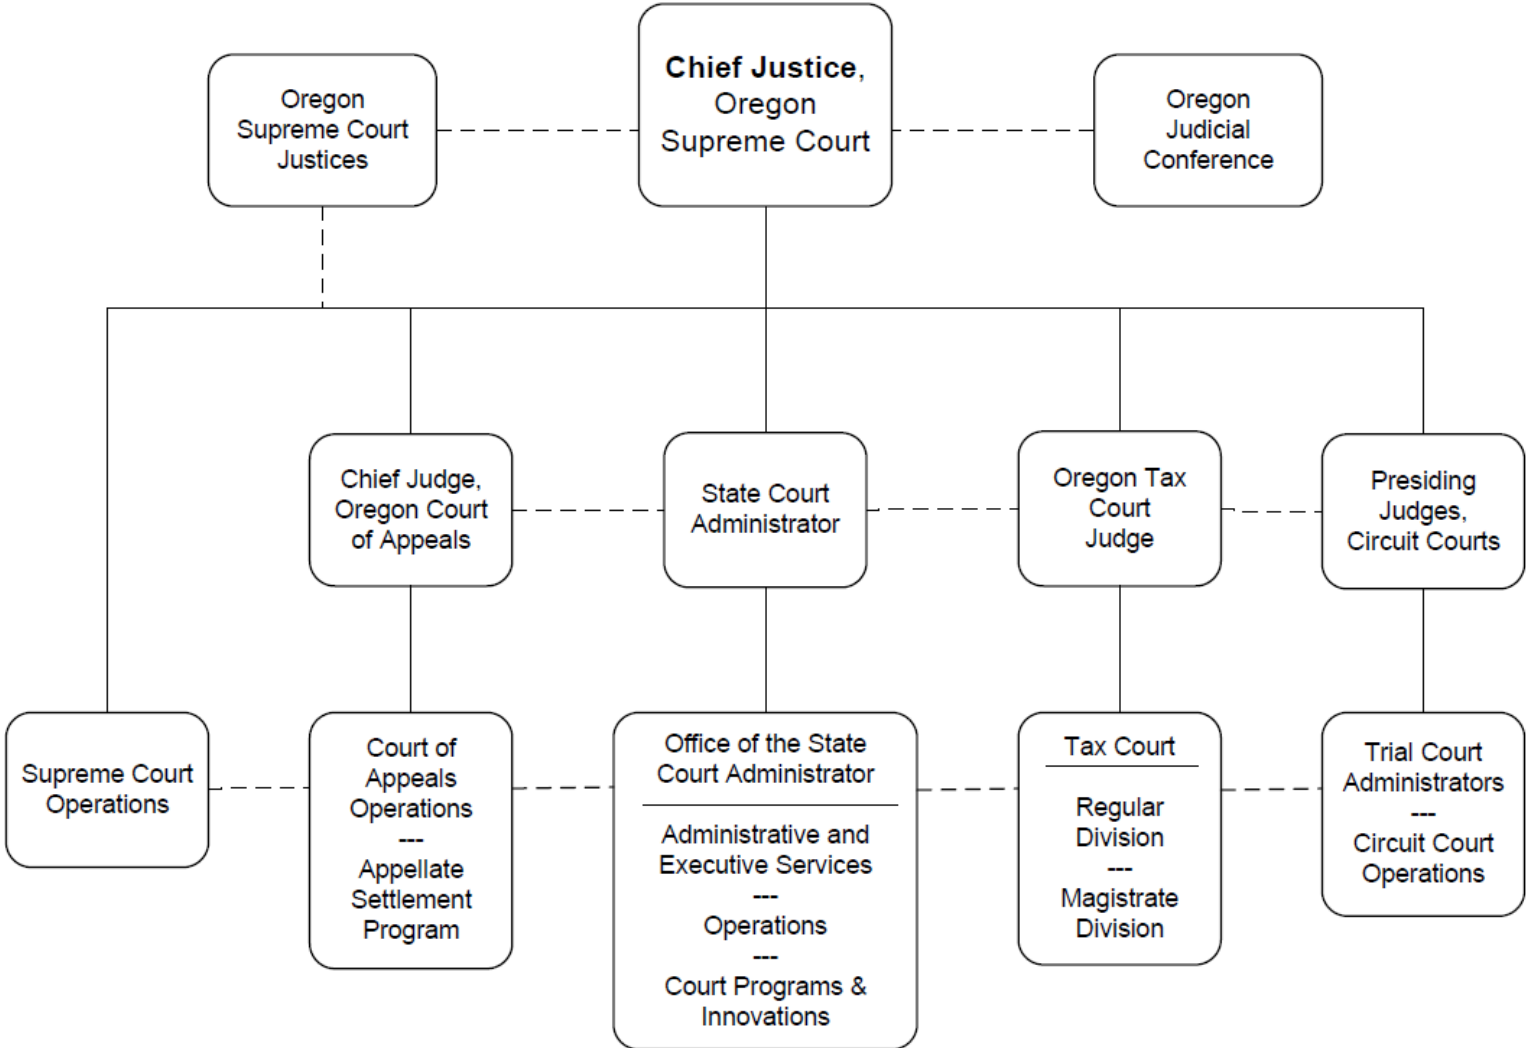 Oregon
Supreme Court
Justices
Chief Justice,
Oregon
Supreme Court
Oregon
Judicial
Conference
Chief Judge,
Oregon Court
of Appeals
State Court
Administrator
Oregon Tax
Court
Judge
Presiding
Judges,
Circuit Courts
Supreme Court
Operations
Court of
Appeals
Operations
---
Appellate
Settlement
Program
Office of the State
Court Administrator
Administrative and
Executive Services
---
Operations
---
Court Programs &
Innovations
Tax Court
Regular
Division
---
Magistrate
Division
Trial Court
Administrators
---
Circuit Court
Operations